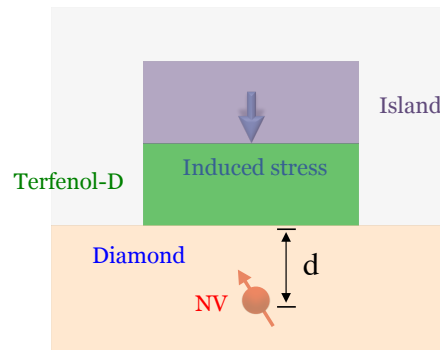 Island
Induced stress
Terfenol-D
Diamond
d
NV